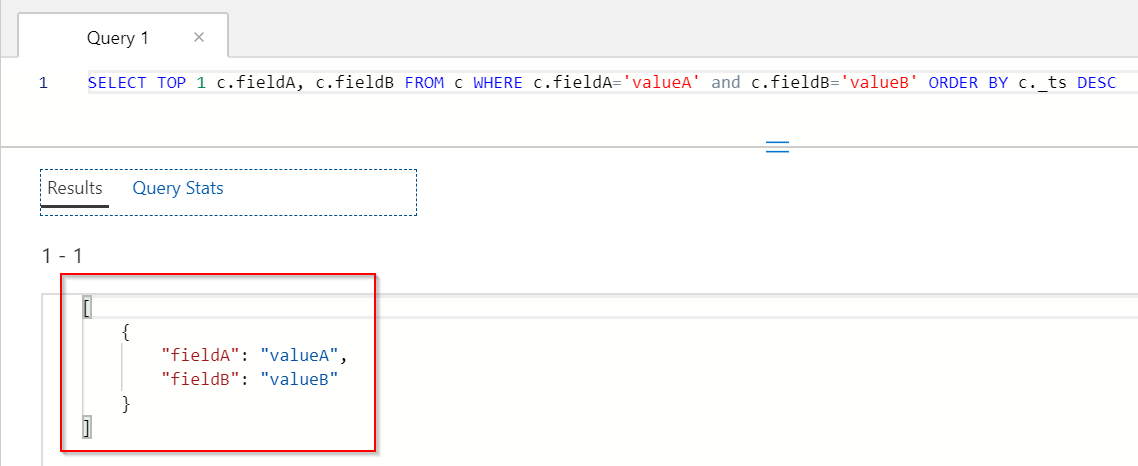 Query 1 ×
1 SELECT TOP 1 c.fieldA, c.fieldB FROM c WHERE c.fieldA='valueA' and c.fieldB='valueB' ORDER BY c._ts DESC
Results Query Stats
1 - 1
[
{
"fieldA": "valueA",
"fieldB": "valueB"
}
]